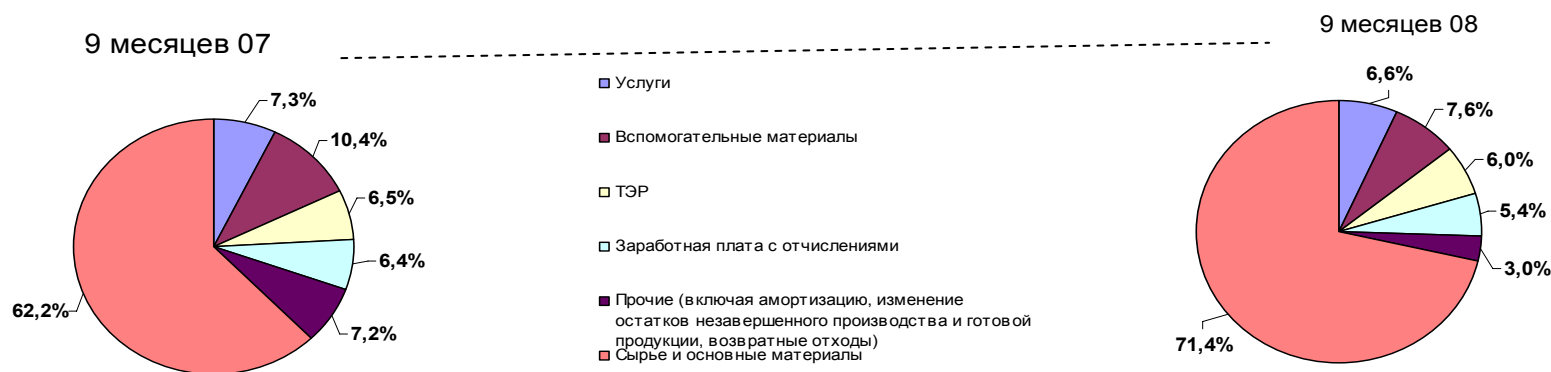 9 месяцев 07
7,3%
10,4%
6,5%
6,4%
7,2%
62,2%
Услуги
Вспомогательные материалы
ТЭР
Заработная плата с отчислениями
Прочие (включая амортизацию, изменение
остатков незавершенного производства и готовой
продукции, возвратные отходы)
Сырье и основные материалы
9 месяцев 08
6,6%
7,6%
6,0%
5,4%
3,0%
71,4%